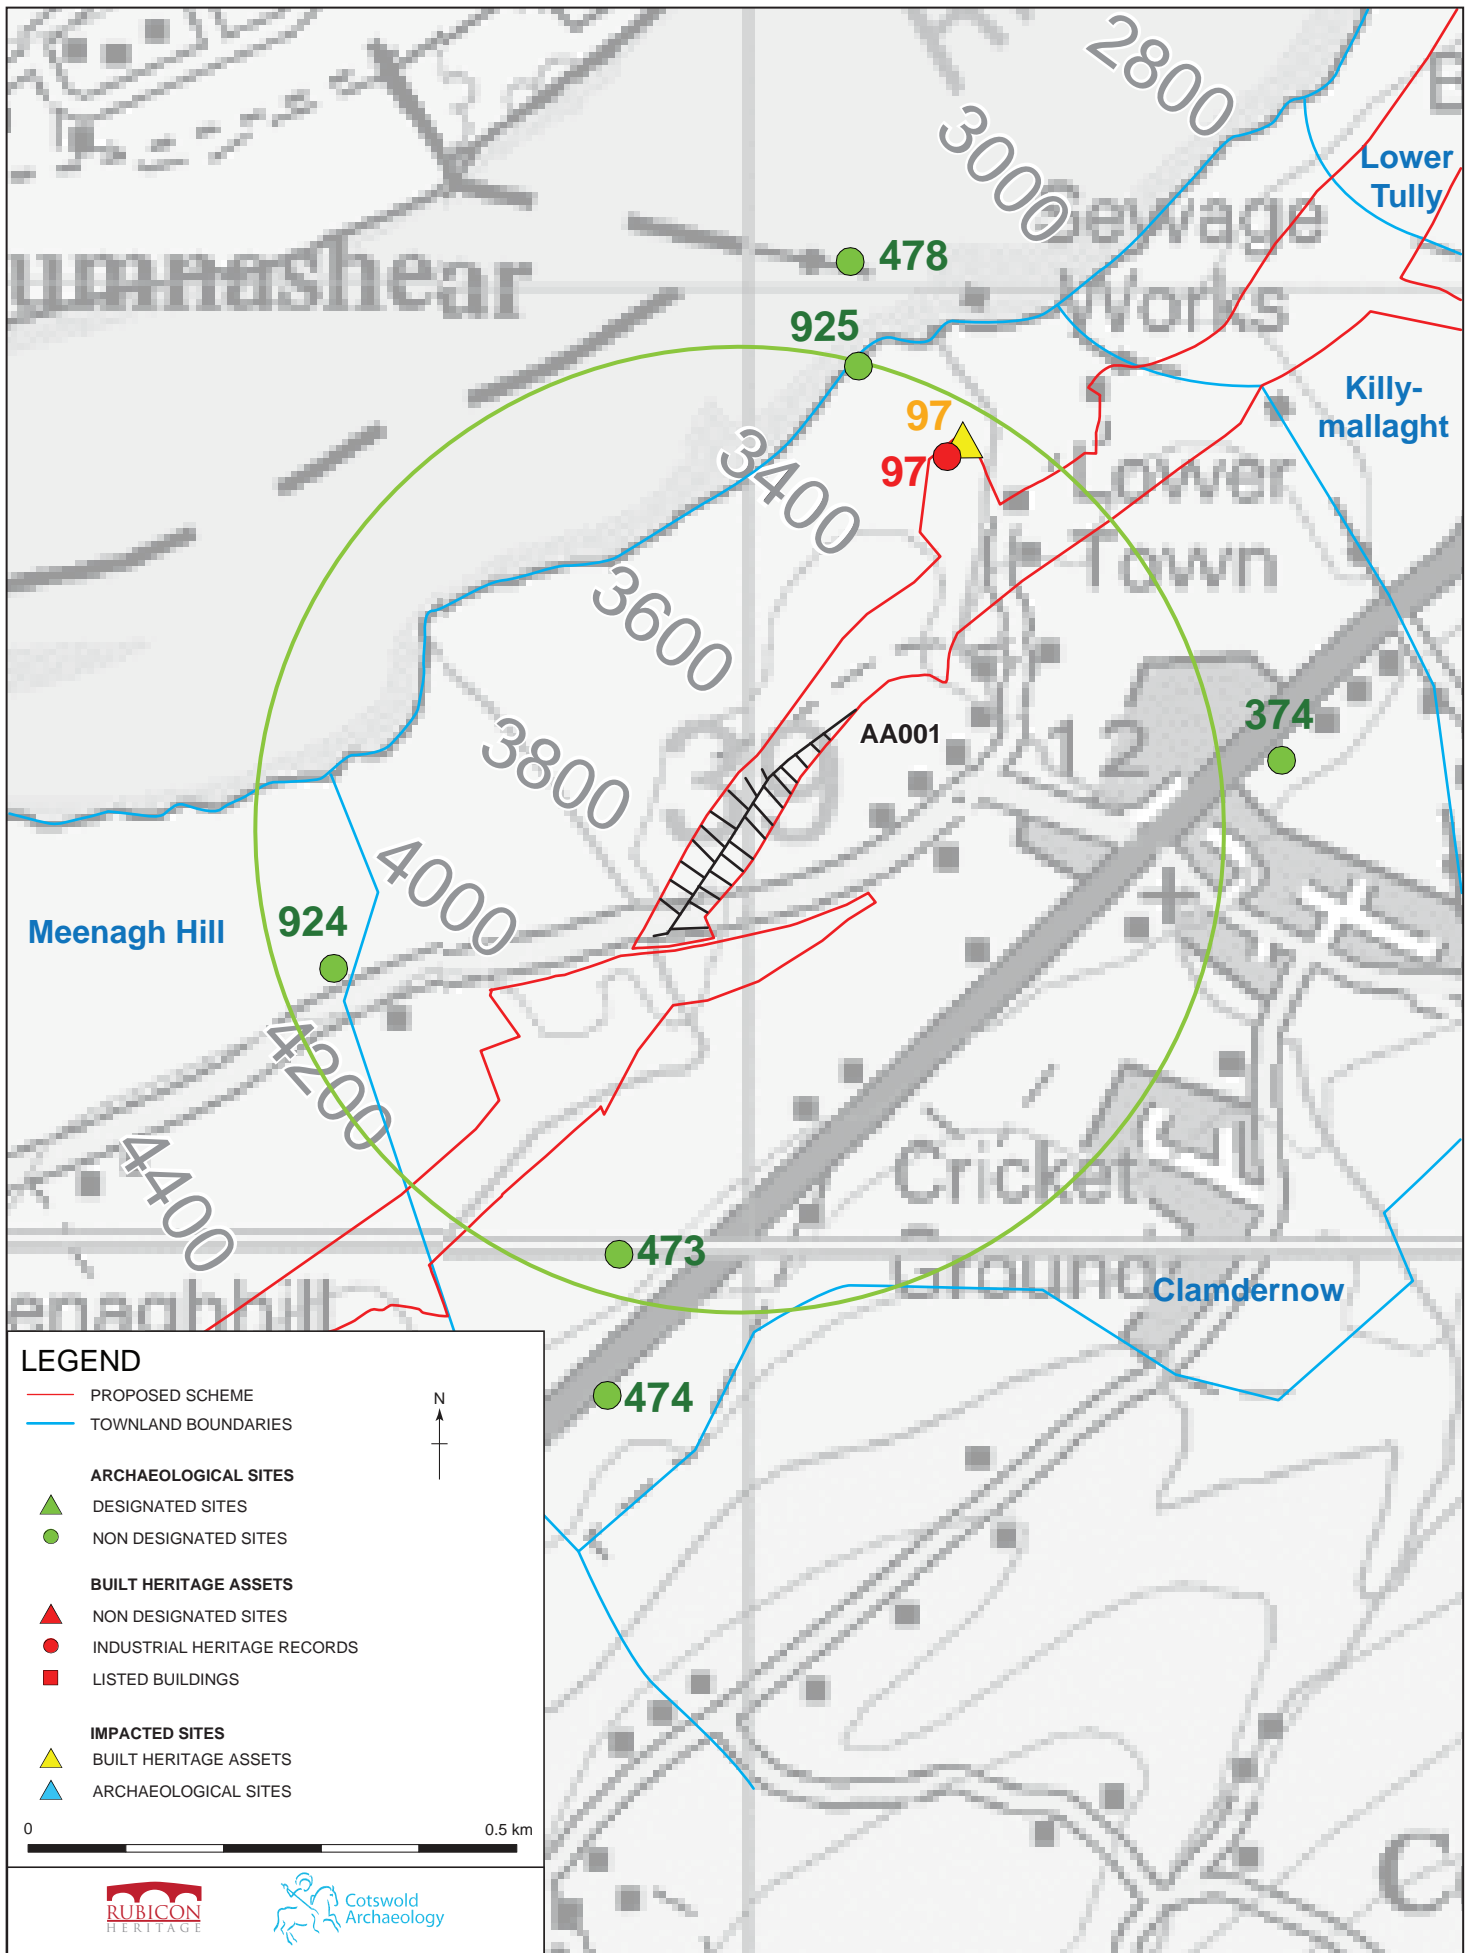 2800
3000
Lower
Tully
Sewage
Works
478
umnashear
925
Killy-
mallaght
97
97
3400
Lower
Town
3600
374
12
AA001
3800
4000
Meenagh Hill
924
4200
4400
Cricket
473
Clamdernow
enaghhill
474
LEGEND
PROPOSED SCHEME
TOWNLAND BOUNDARIES
N
ARCHAEOLOGICAL SITES
DESIGNATED SITES
NON DESIGNATED SITES
BUILT HERITAGE ASSETS
NON DESIGNATED SITES
INDUSTRIAL HERITAGE RECORDS
LISTED BUILDINGS
IMPACTED SITES
BUILT HERITAGE ASSETS
ARCHAEOLOGICAL SITES
0 0.5 km
RUBICON
HERITAGE
Cotswold
Archaeology
C